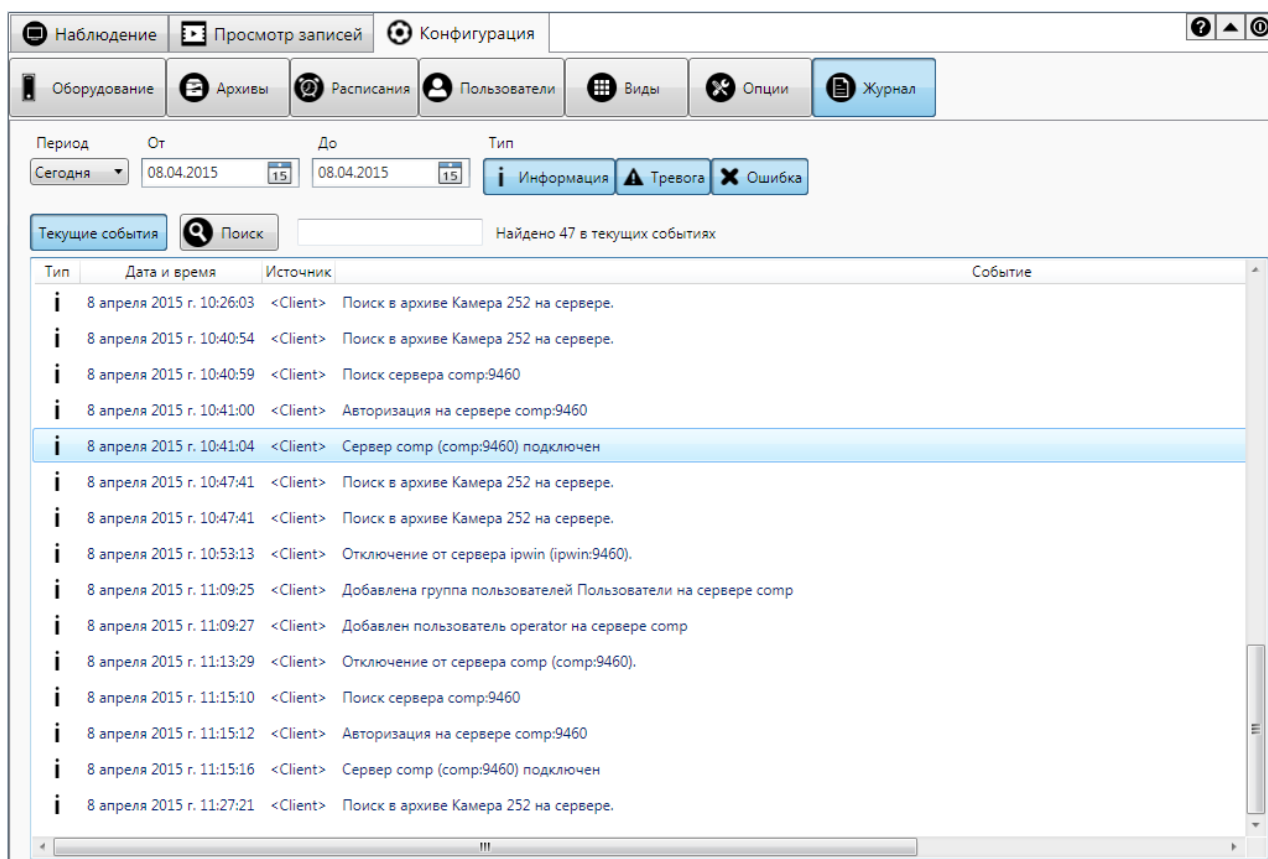 Наблюдение Просмотр записей Конфигурация
Оборудование Архивы Расписания Пользователи Виды Опции Журнал
Период От До Тип
Сегодня 08.04.2015 15 08.04.2015 15 Информация Тревога Ошибка
Текущие события Поиск Найдено 47 в текущих событиях
Тип Дата и время Источник Событие
8 апреля 2015 г. 10:26:03 <Client> Поиск в архиве Камера 252 на сервере.
8 апреля 2015 г. 10:40:54 <Client> Поиск в архиве Камера 252 на сервере.
8 апреля 2015 г. 10:40:59 <Client> Поиск сервера comp:9460
8 апреля 2015 г. 10:41:00 <Client> Авторизация на сервере comp:9460
8 апреля 2015 г. 10:41:04 <Client> Сервер comp (comp:9460) подключен
8 апреля 2015 г. 10:47:41 <Client> Поиск в архиве Камера 252 на сервере.
8 апреля 2015 г. 10:47:41 <Client> Поиск в архиве Камера 252 на сервере.
8 апреля 2015 г. 10:53:13 <Client> Отключение от сервера ipwin (ipwin:9460).
8 апреля 2015 г. 11:09:25 <Client> Добавлена группа пользователей Пользователи на сервере comp
8 апреля 2015 г. 11:09:27 <Client> Добавлен пользователь operator на сервере comp
8 апреля 2015 г. 11:13:29 <Client> Отключение от сервера comp (comp:9460).
8 апреля 2015 г. 11:15:10 <Client> Поиск сервера comp:9460
8 апреля 2015 г. 11:15:12 <Client> Авторизация на сервере comp:9460
8 апреля 2015 г. 11:15:16 <Client> Сервер comp (comp:9460) подключен
8 апреля 2015 г. 11:27:21 <Client> Поиск в архиве Камера 252 на сервере.